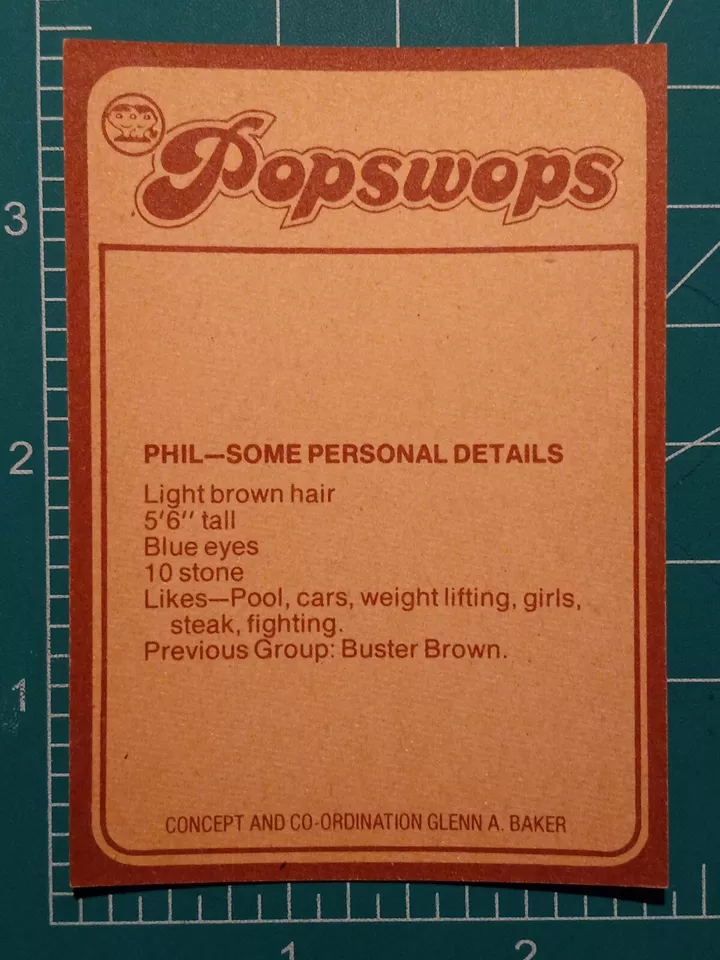 Popswops
3
2
PHIL—SOME PERSONAL DETAILS
Light brown hair
5'6" tall
Blue eyes
10 stone
Likes—Pool, cars, weight lifting, girls,
steak, fighting.
Previous Group: Buster Brown.
1
CONCEPT AND CO-ORDINATION GLENN A. BAKER
1
2